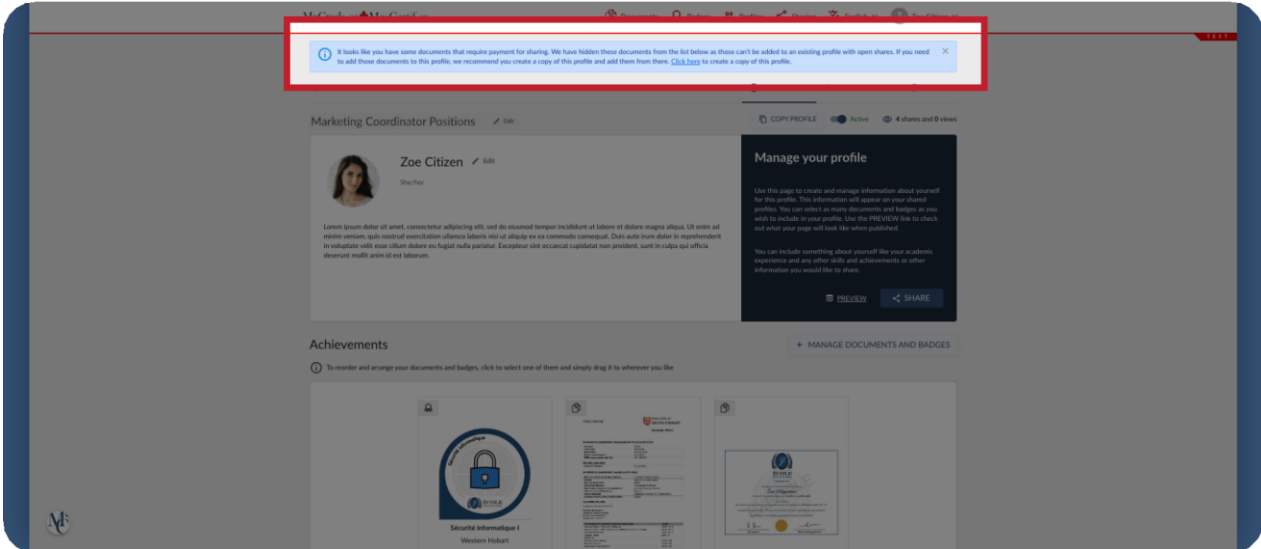 TEST
It looks like you have some documents that require payment for sharing. We have hidden these documents from the list below as those can't be added to an existing profile with open shares. If you need
to add those documents to this profile, we recommend you create a copy of this profile and add them from there. Click here to create a copy of this profile.
Marketing Coordinator Positions Edit
COPY PROFILE Active 4 shares and 0 views
Zoe Citizen Edit
She/her
Lorem ipsum dolor sit amet, consectetur adipiscing elit, sed do eiusmod tempor incididunt ut labore et dolore magna aliqua. Ut enim ad
minim veniam, quis nostrud exercitation ullamco laboris nisi ut aliquip ex ea commodo consequat. Duis aute irure dolor in reprehenderit
in voluptate velit esse cillum dolore eu fugiat nulla pariatur. Excepteur sint occaecat cupidatat non proident, sunt in culpa qui officia
deserunt mollit anim id est laborum.
Manage your profile
Use this page to create and manage information about yourself
for this profile. This information will appear on your shared
profiles. You can select as many documents and badges as you
wish to include in your profile. Use the PREVIEW link to check
out what your page will look like when published.
You can include something about yourself like your academic
experience and any other skills and achievements or other
information you would like to share.
PREVIEW SHARE
Achievements
+ MANAGE DOCUMENTS AND BADGES
To reorder and arrange your documents and badges, click to select one of them and simply drag it to wherever you like
Sécurité informatique
Sécurité informatique I
Western Hobart